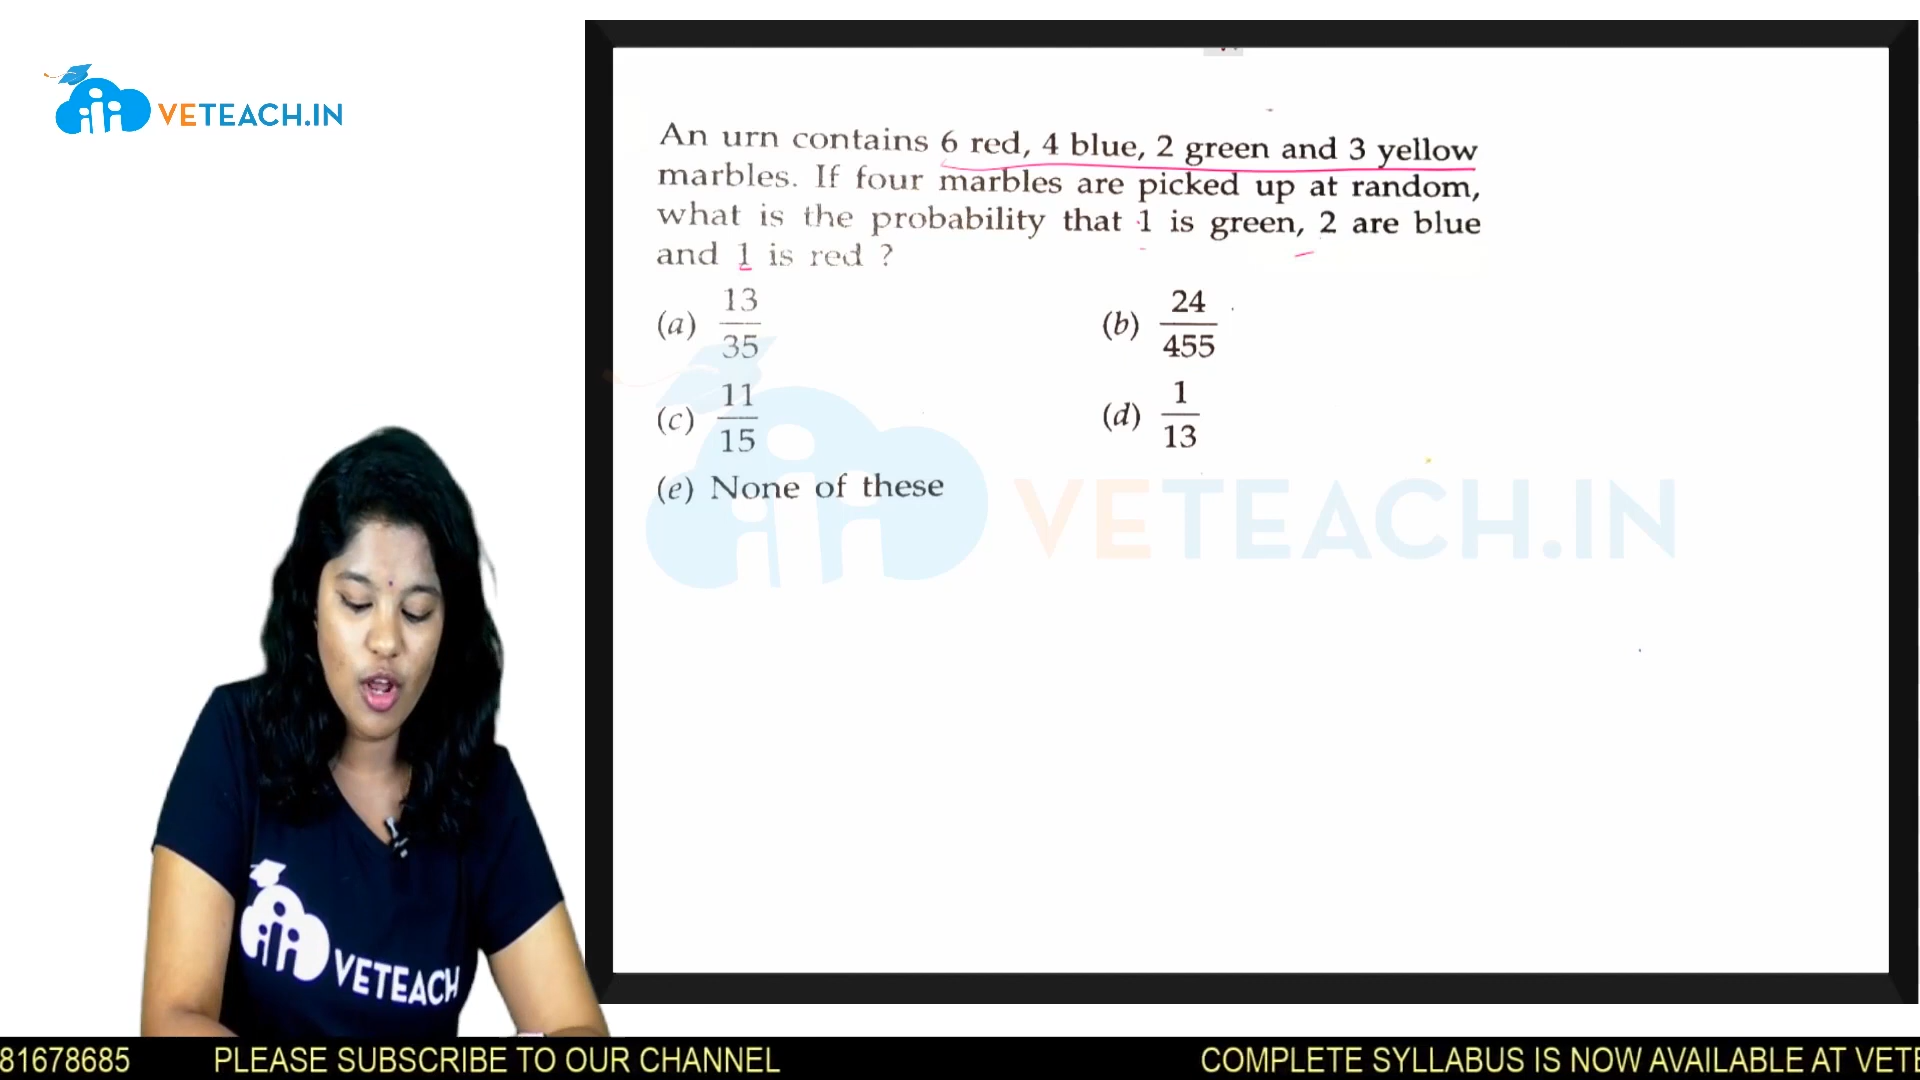 VETEACH.IN
An urn contains 6 red, 4 blue, 2 green and 3 yellow
marbles. If four marbles are picked up at random,
what is the probability that 1 is green, 2 are blue
and 1 is red ?
(a) 13/35
(b) 24/455
(c) 11/15
(d) 1/13
(e) None of these
VETEACH.IN
VETEACH
81678685 PLEASE SUBSCRIBE TO OUR CHANNEL COMPLETE SYLLABUS IS NOW AVAILABLE AT VETE